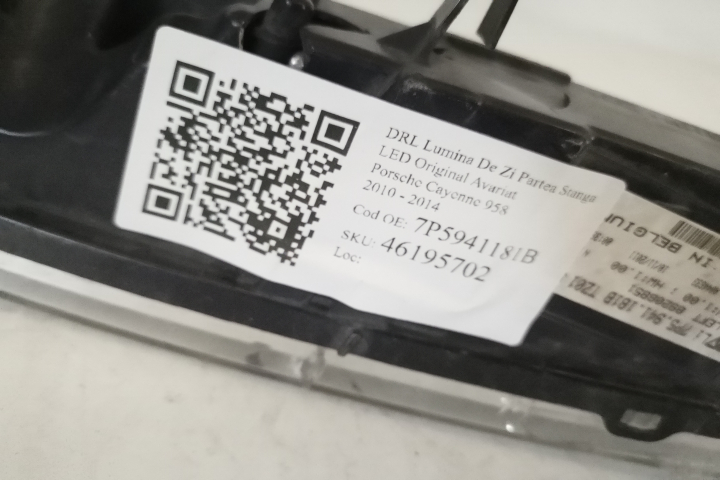 DRL Lumina De Zi Partea Stanga
LED Original Avariat
Porsche Cayenne 958
2010 - 2014
Cod OE: 7P5941181B
SKU: 46195702
Loc:
IN BELGIUM